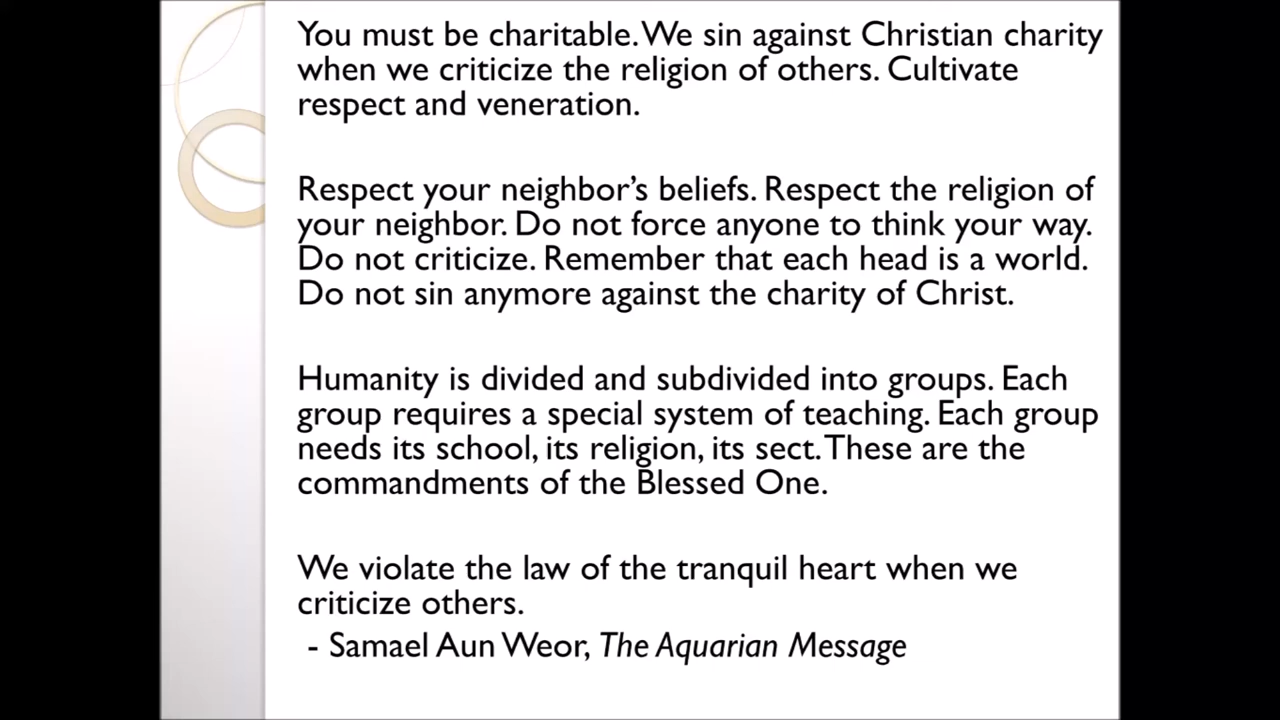 You must be charitable. We sin against Christian charity
when we criticize the religion of others. Cultivate
respect and veneration.
Respect your neighbor's beliefs. Respect the religion of
your neighbor. Do not force anyone to think your way.
Do not criticize. Remember that each head is a world.
Do not sin anymore against the charity of Christ.
Humanity is divided and subdivided into groups. Each
group requires a special system of teaching. Each group
needs its school, its religion, its sect. These are the
commandments of the Blessed One.
We violate the law of the tranquil heart when we
criticize others.
- Samael Aun Weor, The Aquarian Message